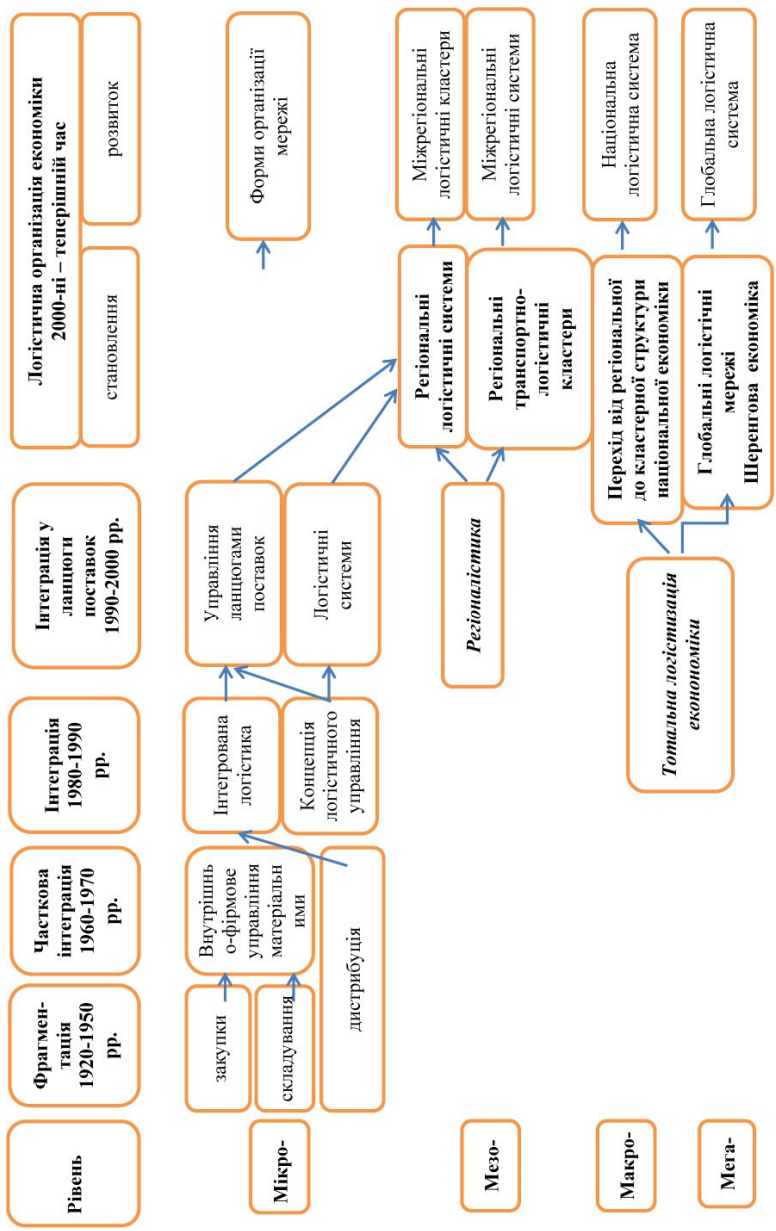 Рівень
Фрагмен-
тація
1920-1950
рр.
Часткова
інтеграція
1960-1970
рр.
Інтеграція
1980-1990
рр.
Інтеграція у
ланцюги
поставок
1990-2000 рр.
Логістична організація економіки
2000-ні – теперішній час
становлення
розвиток
Мікро-
закупки
складування
дистрибуція
Внутрішнь
о-фірмове
управління
матеріальн
ими
Інтегрована
логістика
Концепція
логістичного
управління
Управління
ланцюгами
поставок
Логістичні
системи
Форми організації
мережі
Мезо-
Регіоналістика
Регіональні
логістичні системи
Регіональні
транспортно-
логістичні
кластери
Міжрегіональні
логістичні кластери
Міжрегіональні
логістичні системи
Макро-
Тотальна логістизація
економіки
Перехід від регіональної
до кластерної структури
національної економіки
Національна
логістична система
Мега-
Глобальні логістичні
мережі
Шеренгова економіка
Глобальна логістична
система